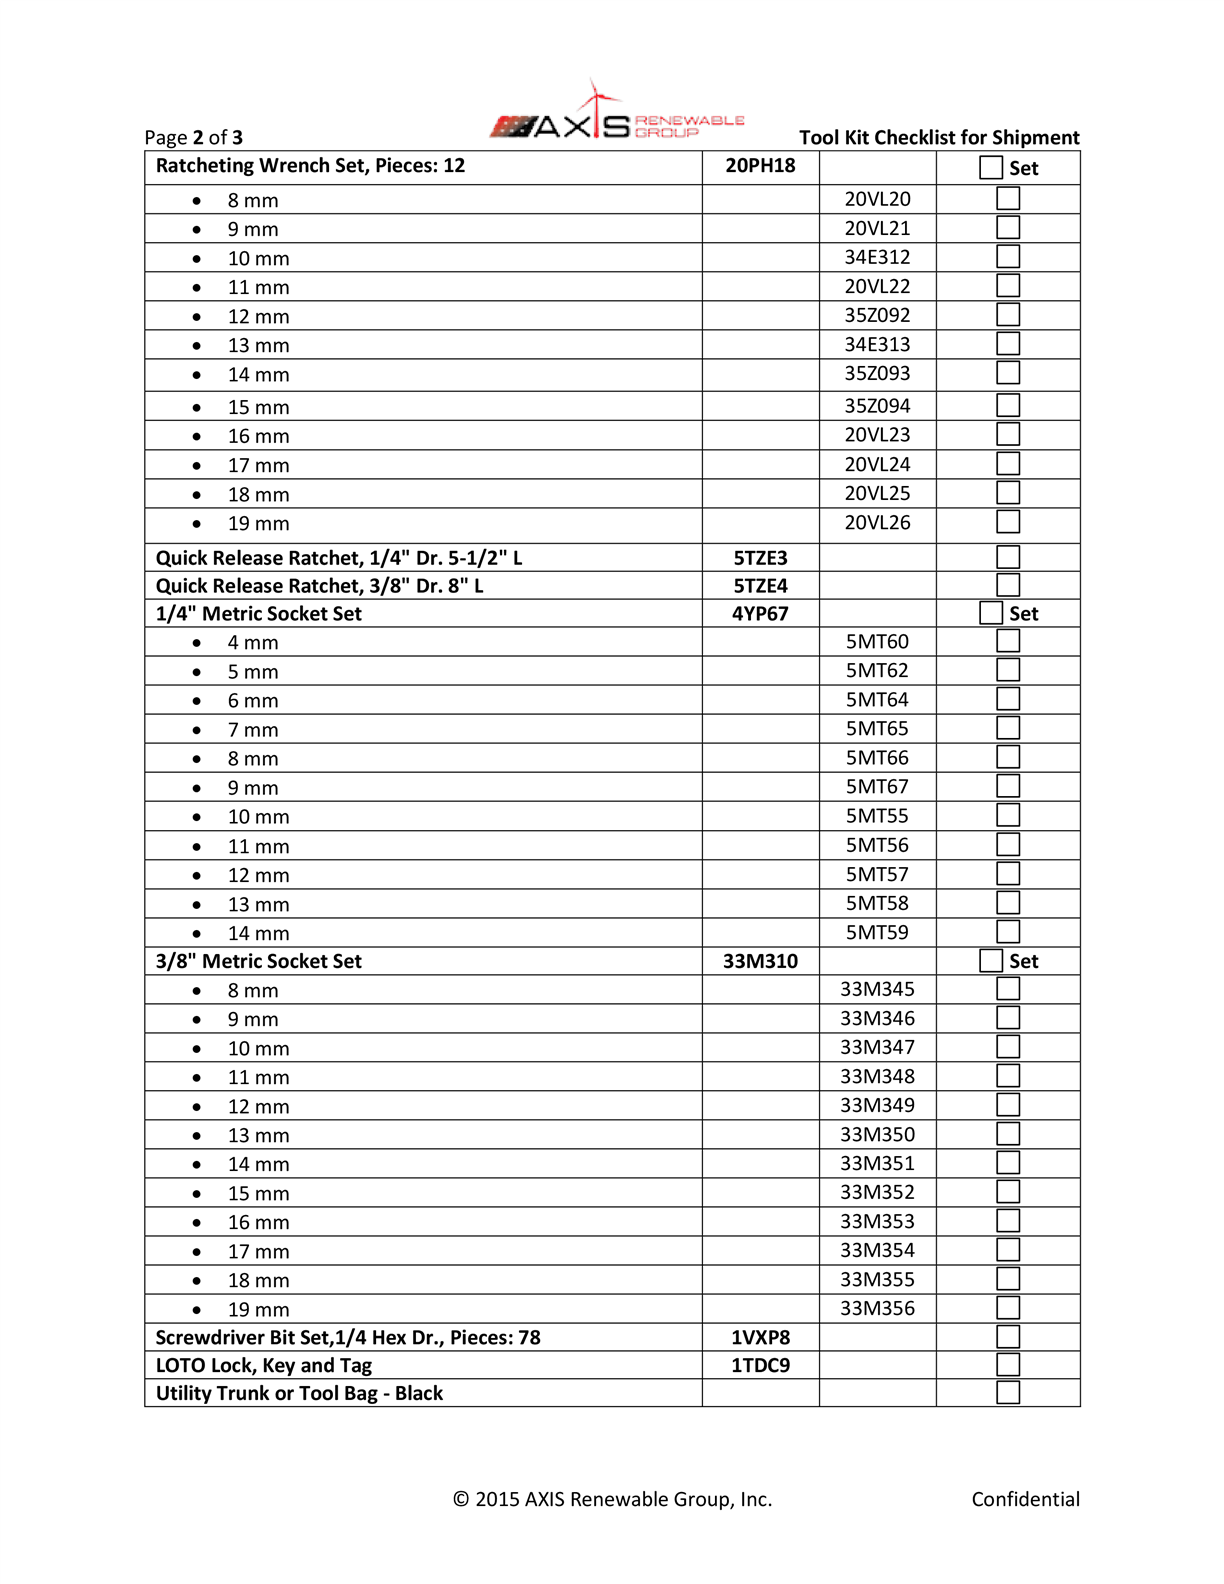 Page 2 of 3
AXIS RENEWABLE GROUP
Tool Kit Checklist for Shipment
Ratcheting Wrench Set, Pieces: 12 20PH18 Set
• 8 mm 20VL20
• 9 mm 20VL21
• 10 mm 34E312
• 11 mm 20VL22
• 12 mm 35Z092
• 13 mm 34E313
• 14 mm 35Z093
• 15 mm 35Z094
• 16 mm 20VL23
• 17 mm 20VL24
• 18 mm 20VL25
• 19 mm 20VL26
Quick Release Ratchet, 1/4" Dr. 5-1/2" L 5TZE3
Quick Release Ratchet, 3/8" Dr. 8" L 5TZE4
1/4" Metric Socket Set 4YP67 Set
• 4 mm 5MT60
• 5 mm 5MT62
• 6 mm 5MT64
• 7 mm 5MT65
• 8 mm 5MT66
• 9 mm 5MT67
• 10 mm 5MT55
• 11 mm 5MT56
• 12 mm 5MT57
• 13 mm 5MT58
• 14 mm 5MT59
3/8" Metric Socket Set 33M310 Set
• 8 mm 33M345
• 9 mm 33M346
• 10 mm 33M347
• 11 mm 33M348
• 12 mm 33M349
• 13 mm 33M350
• 14 mm 33M351
• 15 mm 33M352
• 16 mm 33M353
• 17 mm 33M354
• 18 mm 33M355
• 19 mm 33M356
Screwdriver Bit Set,1/4 Hex Dr., Pieces: 78 1VXP8
LOTO Lock, Key and Tag 1TDC9
Utility Trunk or Tool Bag - Black
© 2015 AXIS Renewable Group, Inc. Confidential